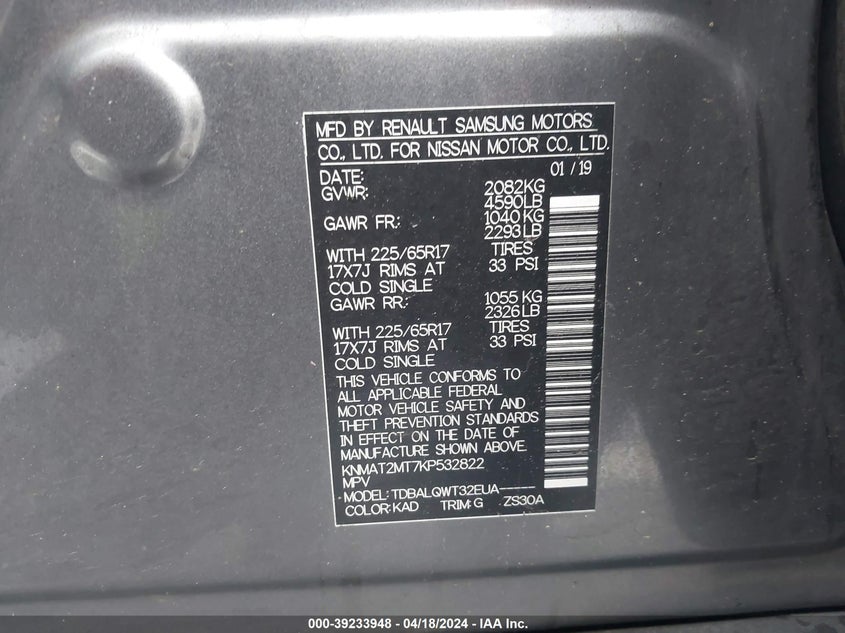 MFD BY RENAULT SAMSUNG MOTORS
CO., LTD. FOR NISSAN MOTOR CO., LTD.
DATE: 01 / 19
GVWR: 2082KG
4590LB
GAWR FR: 1040 KG
2293LB
WITH 225/65R17 TIRES
17X7J RIMS AT 33 PSI
COLD SINGLE
GAWR RR: 1055 KG
2326LB
WITH 225/65R17 TIRES
17X7J RIMS AT 33 PSI
COLD SINGLE
THIS VEHICLE CONFORMS TO
ALL APPLICABLE FEDERAL
MOTOR VEHICLE SAFETY AND
THEFT PREVENTION STANDARDS
IN EFFECT ON THE DATE OF
MANUFACTURE SHOWN ABOVE.
KNMAT2MT7KP532822
MPV
MODEL: TDBALQWT32EUA-----
COLOR: KAD TRIM: G ZS30A
000-39233948 - 04/18/2024 - IAA Inc.